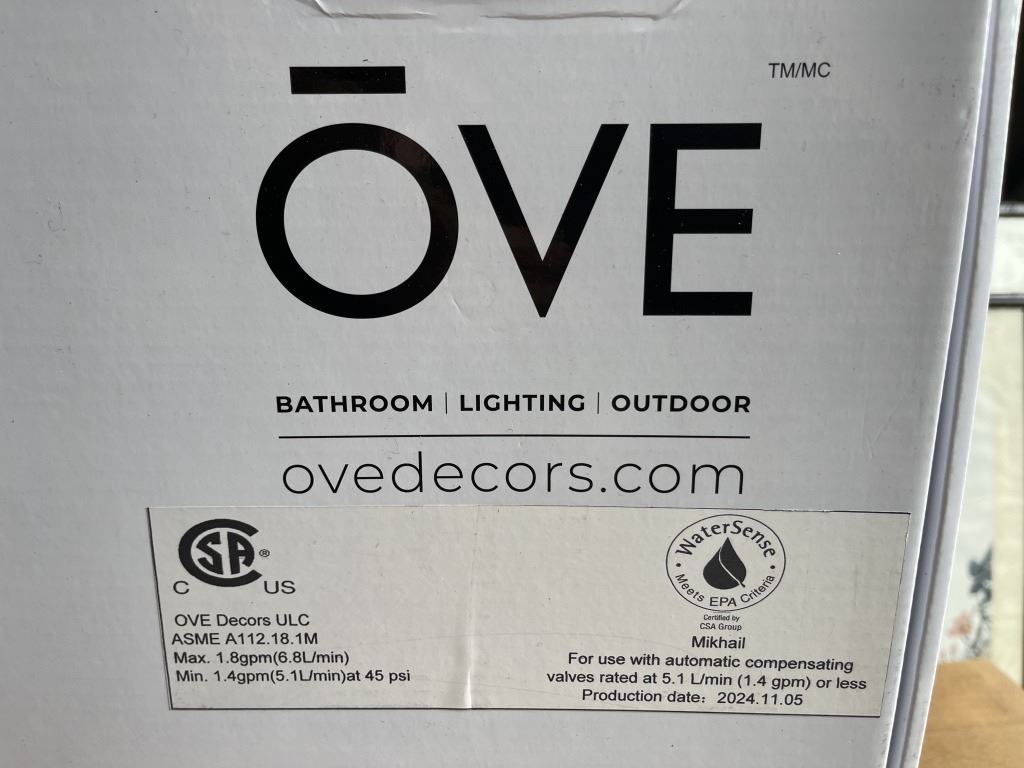 TM/MC
ŌVE
BATHROOM | LIGHTING | OUTDOOR
ovedecors.com
CSA®
C US
OVE Decors ULC
ASME A112.18.1M
Max. 1.8gpm(6.8L/min)
Min. 1.4gpm(5.1L/min)at 45 psi
WaterSense
• Meets EPA Criteria •
Certified by
CSA Group
Mikhail
For use with automatic compensating
valves rated at 5.1 L/min (1.4 gpm) or less
Production date: 2024.11.05